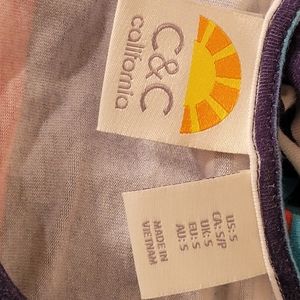 C&C
california
US: S
CA: S/P
UK: S
EU: S
AU: S
MADE IN
VIETNAM